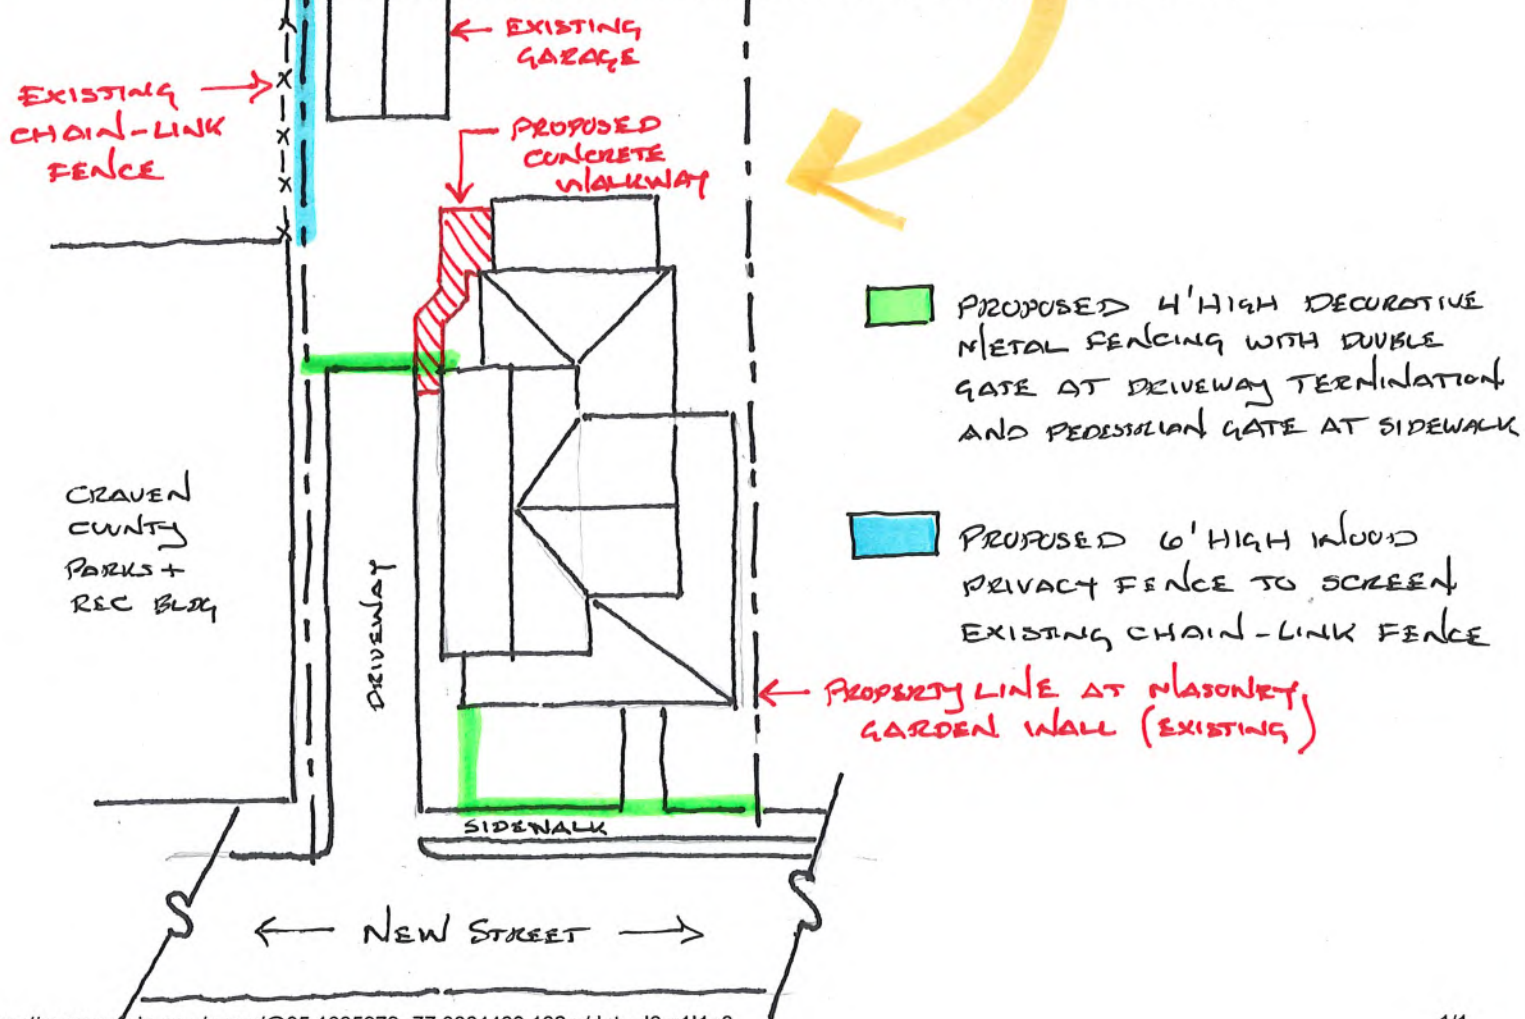 EXISTING
GARAGE
EXISTING
CHAIN-LINK
FENCE
PROPOSED
CONCRETE
WALKWAY
PROPOSED 4' HIGH DECORATIVE
METAL FENCING WITH DOUBLE
GATE AT DRIVEWAY TERMINATION
AND PEDESTRIAN GATE AT SIDEWALK
CRAVEN
COUNTY
PARKS +
REC BLDG
DRIVEWAY
PROPOSED 6' HIGH WOOD
PRIVACY FENCE TO SCREEN
EXISTING CHAIN-LINK FENCE
PROPERTY LINE AT MASONRY
GARDEN WALL (EXISTING)
SIDEWALK
S
S
NEW STREET